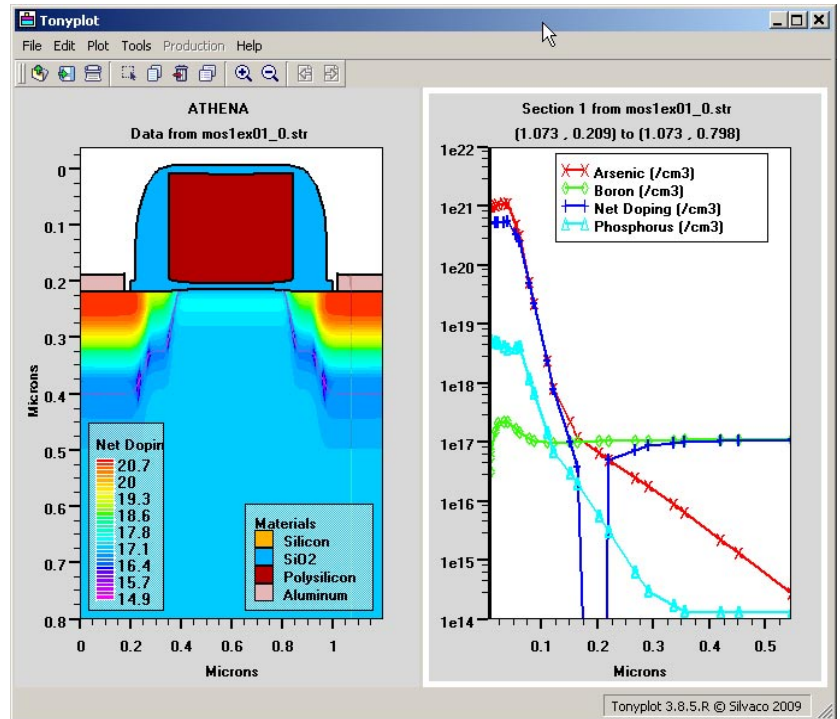 Tonyplot
File Edit Plot Tools Production Help
ATHENA
Data from mos1ex01_0.str
0
0.1
0.2
0.3
0.4
0.5
0.6
0.7
0.8
Microns
Net Dopin
20.7
20
19.3
18.6
17.8
17.1
16.4
15.7
14.9
Materials
Silicon
SiO2
Polysilicon
Aluminum
0 0.2 0.4 0.6 0.8 1
Microns
Section 1 from mos1ex01_0.str
(1.073 , 0.209) to (1.073 , 0.798)
1e22
1e21
1e20
1e19
1e18
1e17
1e16
1e15
1e14
Arsenic (/cm3)
Boron (/cm3)
Net Doping (/cm3)
Phosphorus (/cm3)
0.1 0.2 0.3 0.4 0.5
Microns
Tonyplot 3.8.5.R © Silvaco 2009